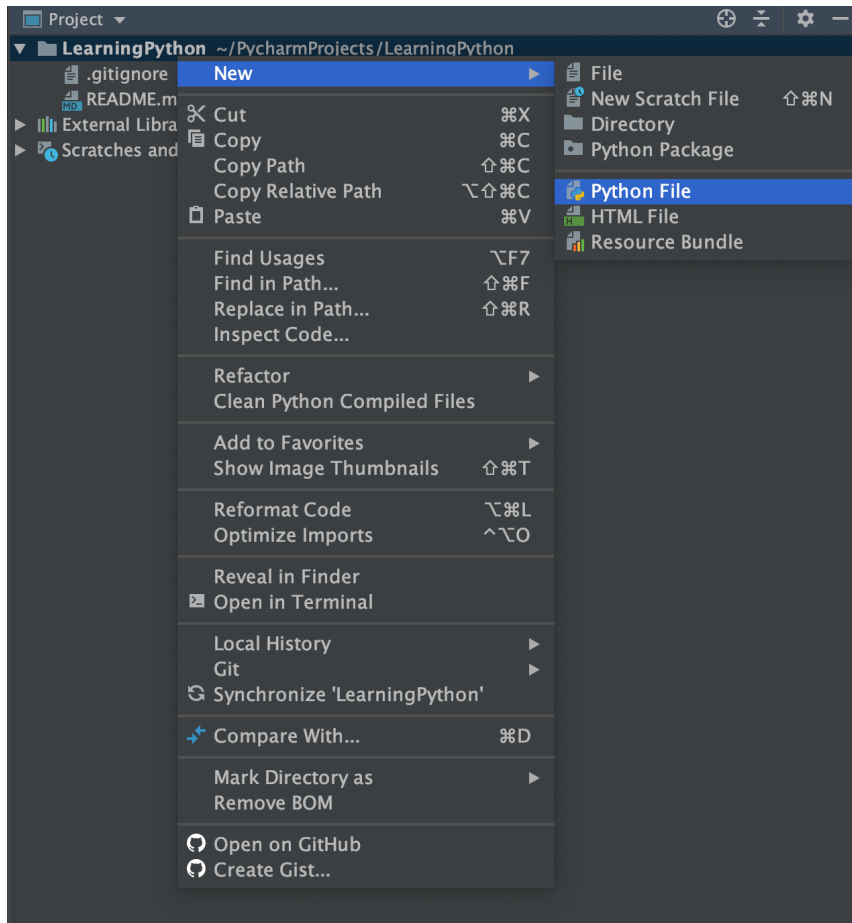 Project
LearningPython ~/PycharmProjects/LearningPython
.gitignore
README.m
External Libra
Scratches and
New
Cut ⌘X
Copy ⌘C
Copy Path ⇧⌘C
Copy Relative Path ⌥⇧⌘C
Paste ⌘V
Find Usages ⌥F7
Find in Path... ⇧⌘F
Replace in Path... ⇧⌘R
Inspect Code...
Refactor
Clean Python Compiled Files
Add to Favorites
Show Image Thumbnails ⇧⌘T
Reformat Code ⌥⌘L
Optimize Imports ^⌥O
Reveal in Finder
Open in Terminal
Local History
Git
Synchronize 'LearningPython'
Compare With... ⌘D
Mark Directory as
Remove BOM
Open on GitHub
Create Gist...
File
New Scratch File ⇧⌘N
Directory
Python Package
Python File
HTML File
Resource Bundle